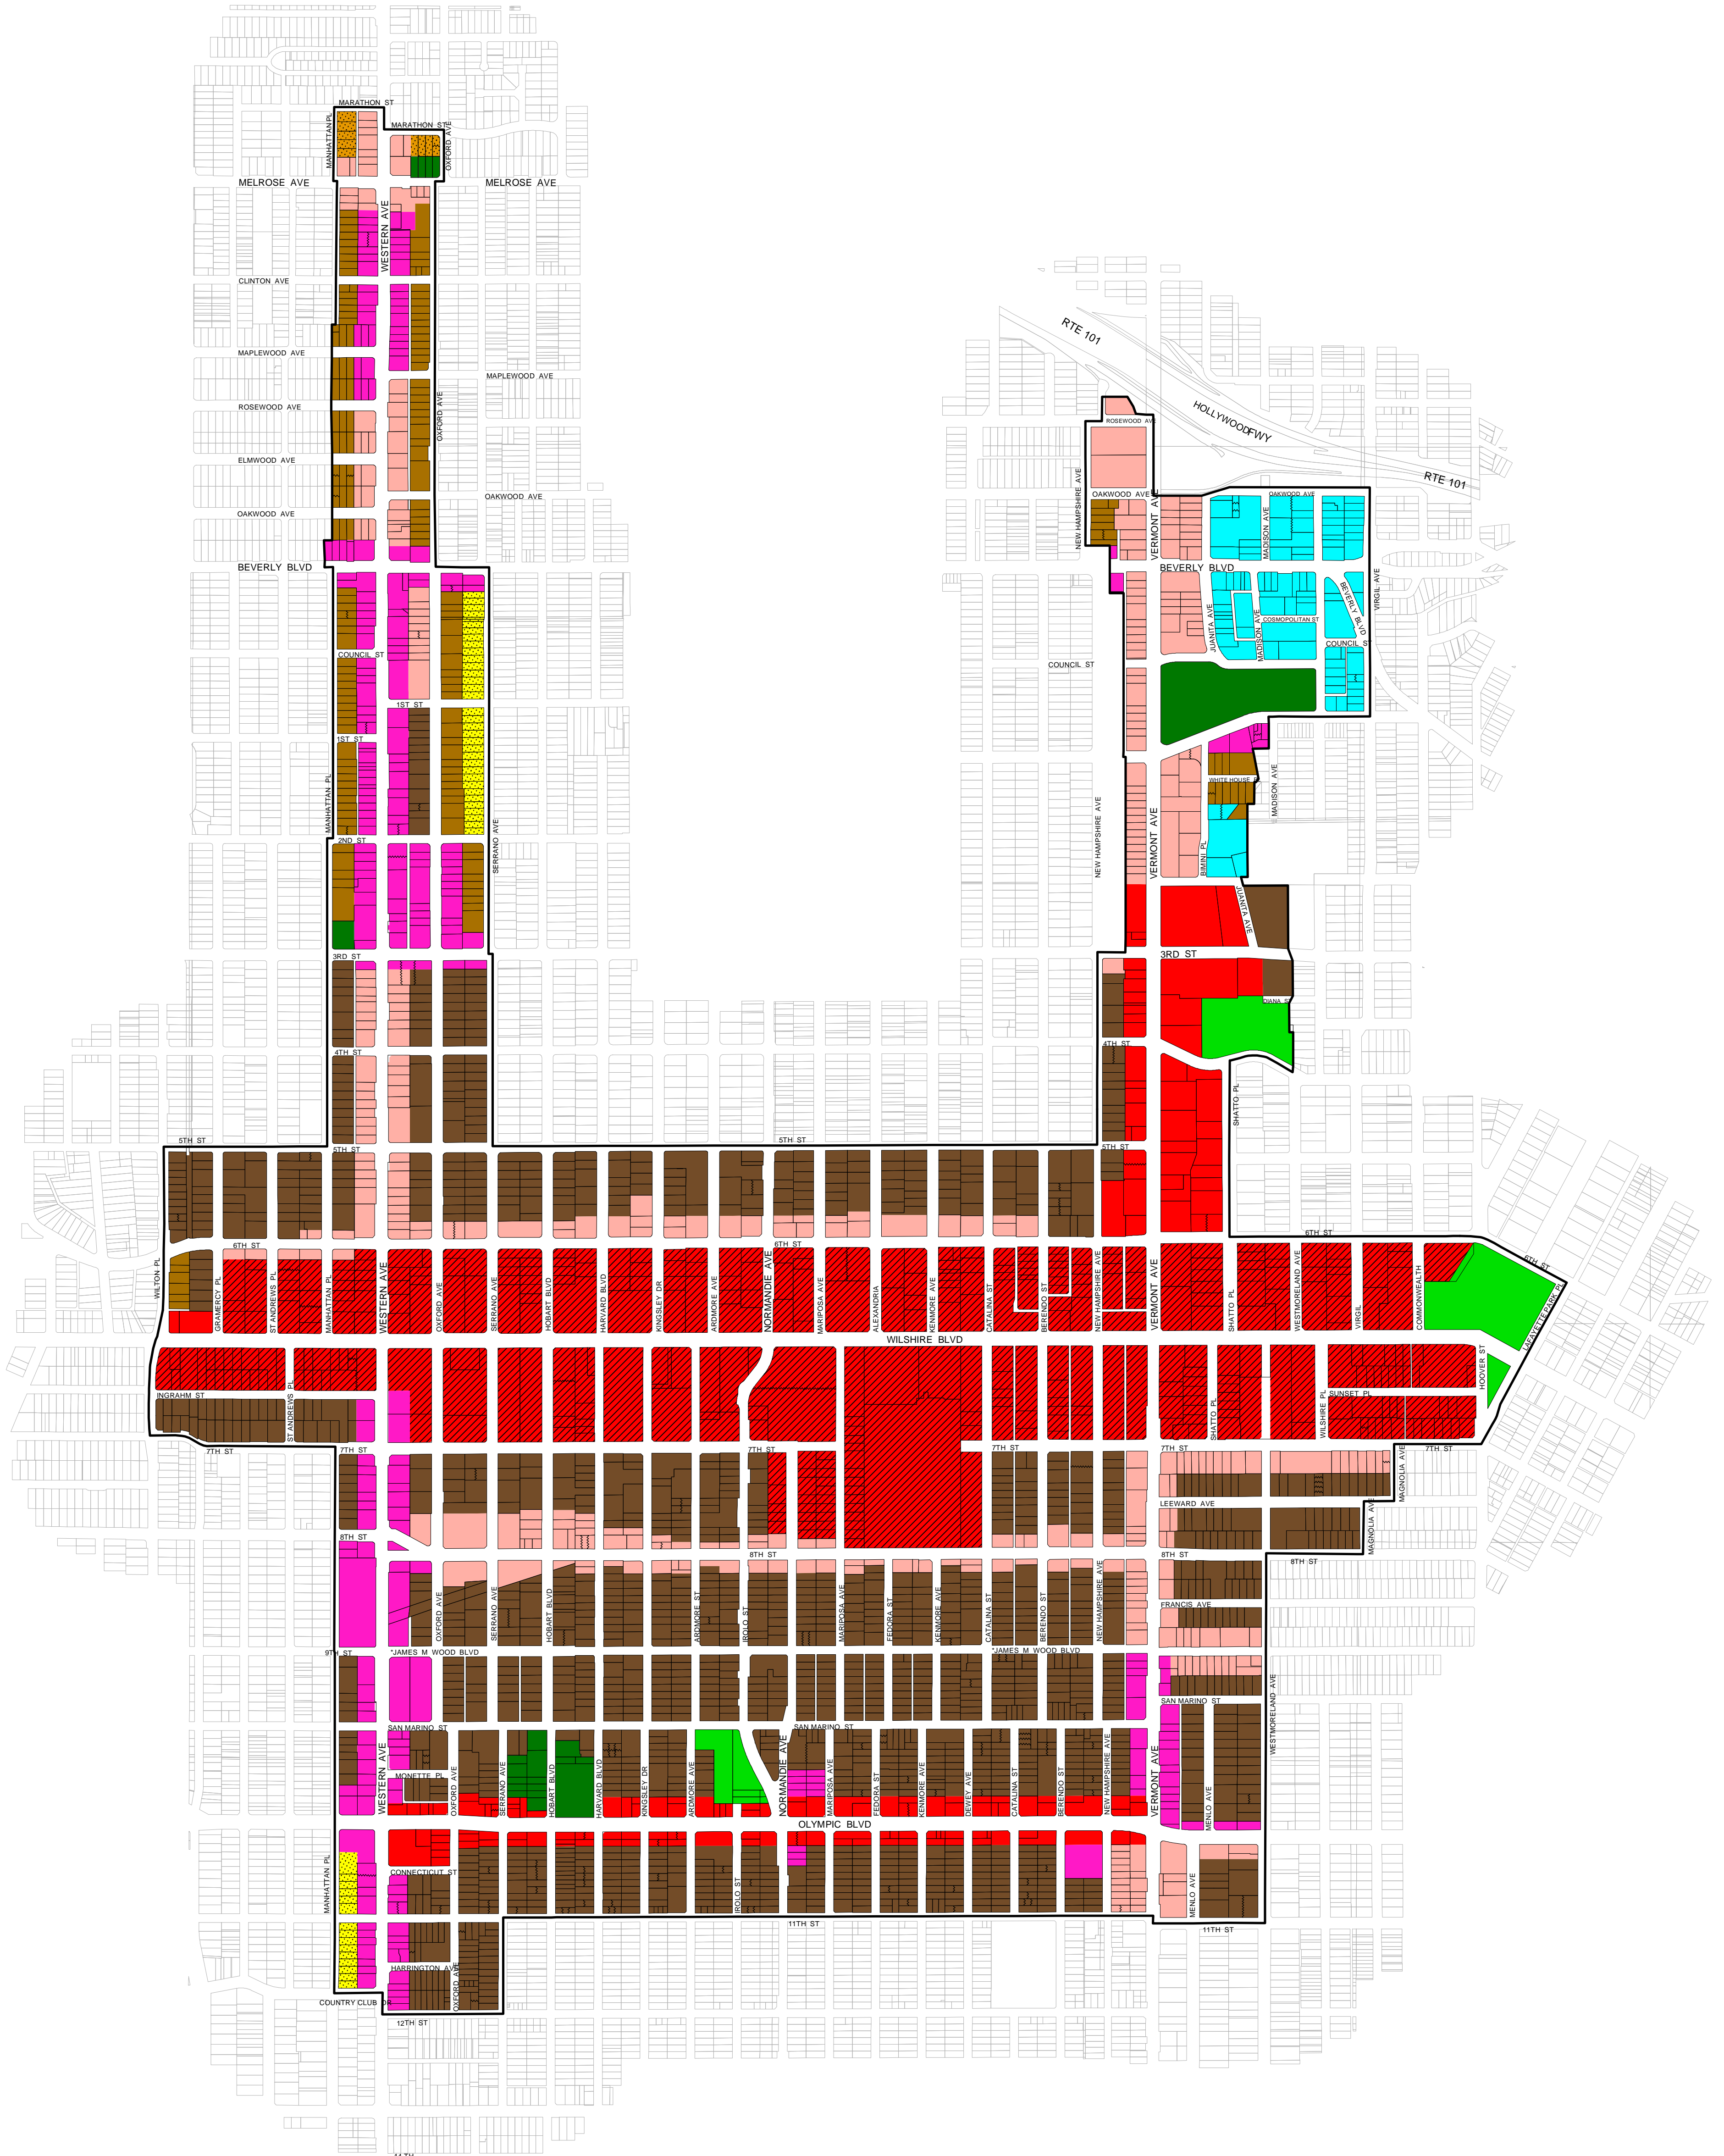 MARATHON ST
MARATHON ST
MANHATTAN PL
OXFORD AVE
MELROSE AVE
MELROSE AVE
WESTERN AVE
CLINTON AVE
MAPLEWOOD AVE
MAPLEWOOD AVE
ROSEWOOD AVE
OXFORD AVE
ELMWOOD AVE
OAKWOOD AVE
OAKWOOD AVE
BEVERLY BLVD
COUNCIL ST
1ST ST
1ST ST
MANHATTAN PL
2ND ST
SERRANO AVE
3RD ST
4TH ST
RTE 101
HOLLYWOOD FWY
RTE 101
ROSEWOOD AVE
NEW HAMPSHIRE AVE
OAKWOOD AVE
OAKWOOD AVE
VERMONT AVE
MADISON AVE
BEVERLY BLVD
BEVERLY BLVD
VIRGIL AVE
JUANITA AVE
MADISON AVE
COSMOPOLITAN ST
COUNCIL ST
COUNCIL ST
WHITE HOUSE
MADISON AVE
NEW HAMPSHIRE AVE
VERMONT AVE
BIMINI PL
JUANITA AVE
3RD ST
DIANA ST
4TH ST
SHATTO PL
5TH ST
5TH ST
5TH ST
5TH ST
6TH ST
6TH ST
6TH ST
6TH ST
WILTON PL
GRAMERCY PL
ST ANDREWS PL
MANHATTAN PL
WESTERN AVE
OXFORD AVE
SERRANO AVE
HOBART BLVD
HARVARD BLVD
KINGSLEY DR
ARDMORE AVE
NORMANDIE AVE
MARIPOSA AVE
ALEXANDRIA
KENMORE AVE
CATALINA ST
BERENDO ST
NEW HAMPSHIRE AVE
VERMONT AVE
SHATTO PL
WESTMORELAND AVE
VIRGIL
COMMONWEALTH
LAFAYETTE PARK PL
WILSHIRE BLVD
HOOVER ST
INGRAHM ST
ST ANDREWS PL
SHATTO PL
WILSHIRE PL
SUNSET PL
7TH ST
7TH ST
7TH ST
7TH ST
7TH ST
7TH ST
MAGNOLIA AVE
LEEWARD AVE
MAGNOLIA AVE
8TH ST
8TH ST
8TH ST
8TH ST
OXFORD AVE
SERRANO AVE
HOBART BLVD
ARDMORE ST
IROLO ST
MARIPOSA AVE
FEDORA ST
KENMORE AVE
CATALINA ST
BERENDO ST
NEW HAMPSHIRE AVE
FRANCIS AVE
9TH ST
*JAMES M WOOD BLVD
*JAMES M WOOD BLVD
WESTMORELAND AVE
SAN MARINO ST
SAN MARINO ST
SAN MARINO ST
WESTERN AVE
MONETTE PL
OXFORD AVE
SERRANO AVE
HOBART BLVD
HARVARD BLVD
KINGSLEY DR
ARDMORE AVE
NORMANDIE AVE
MARIPOSA AVE
FEDORA ST
KENMORE AVE
DEWEY AVE
CATALINA ST
BERENDO ST
NEW HAMPSHIRE AVE
VERMONT AVE
MENLO AVE
OLYMPIC BLVD
MANHATTAN PL
CONNECTICUT ST
IROLO ST
MENLO AVE
11TH ST
11TH ST
HARRINGTON AVE
OXFORD AVE
COUNTRY CLUB DR
12TH ST